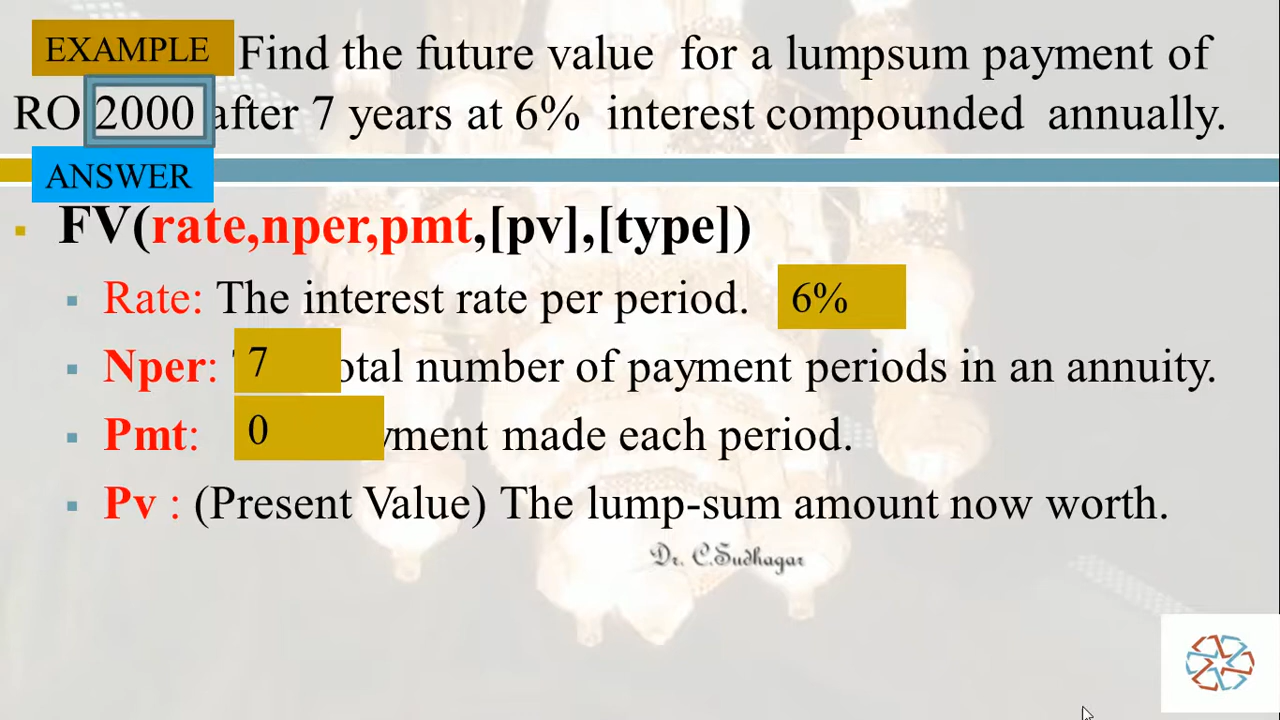 EXAMPLE Find the future value for a lumpsum payment of
RO 2000 after 7 years at 6% interest compounded annually.
ANSWER
FV(rate,nper,pmt,[pv],[type])
Rate: The interest rate per period. 6%
Nper: 7 otal number of payment periods in an annuity.
Pmt: 0 yment made each period.
Pv : (Present Value) The lump-sum amount now worth.
Dr. C.Sudhagar